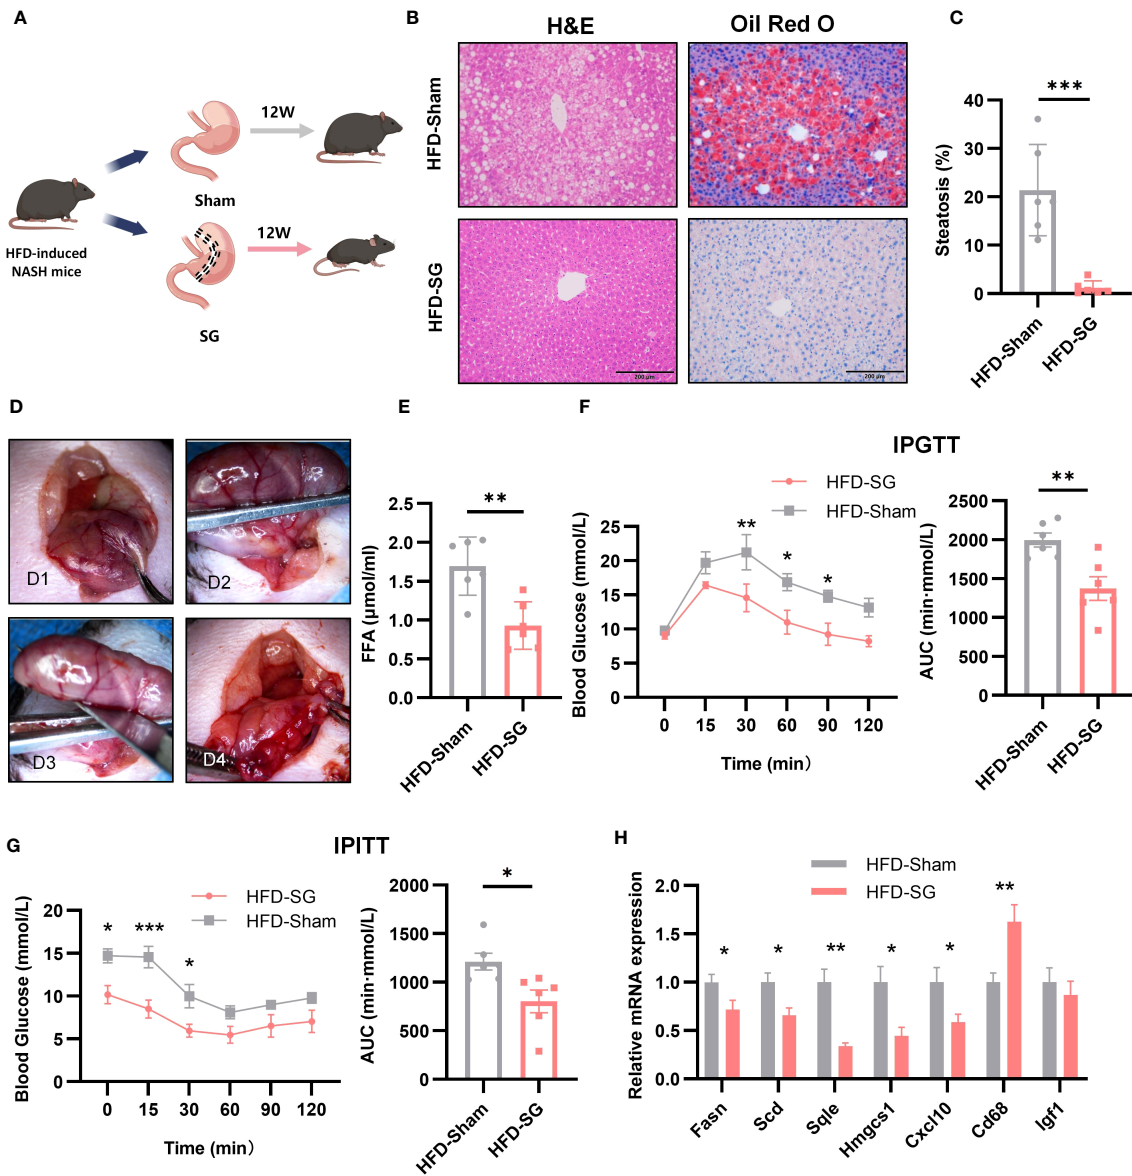 A
12W
Sham
HFD-induced
NASH mice
12W
SG
B
H&E
Oil Red O
HFD-Sham
HFD-SG
200 μm
200 μm
C
***
Steatosis (%)
40
30
20
10
0
HFD-Sham
HFD-SG
D
D1
D2
D3
D4
E
**
FFA (μmol/ml)
2.5
2.0
1.5
1.0
0.5
0.0
HFD-Sham
HFD-SG
F
IPGTT
HFD-SG
HFD-Sham
Blood Glucose (mmol/L)
25
20
15
10
5
0
**
*
*
0 15 30 60 90 120
Time (min)
**
AUC (min·mmol/L)
2500
2000
1500
1000
500
0
HFD-Sham
HFD-SG
G
IPITT
HFD-SG
HFD-Sham
Blood Glucose (mmol/L)
20
15
10
5
0
*
***
*
0 15 30 60 90 120
Time (min)
*
AUC (min·mmol/L)
2000
1500
1000
500
0
HFD-Sham
HFD-SG
H
HFD-Sham
HFD-SG
Relative mRNA expression
2.0
1.5
1.0
0.5
0.0
* * ** * * **
Fasn
Scd
Sqle
Hmgcs1
Cxcl10
Cd68
Igf1